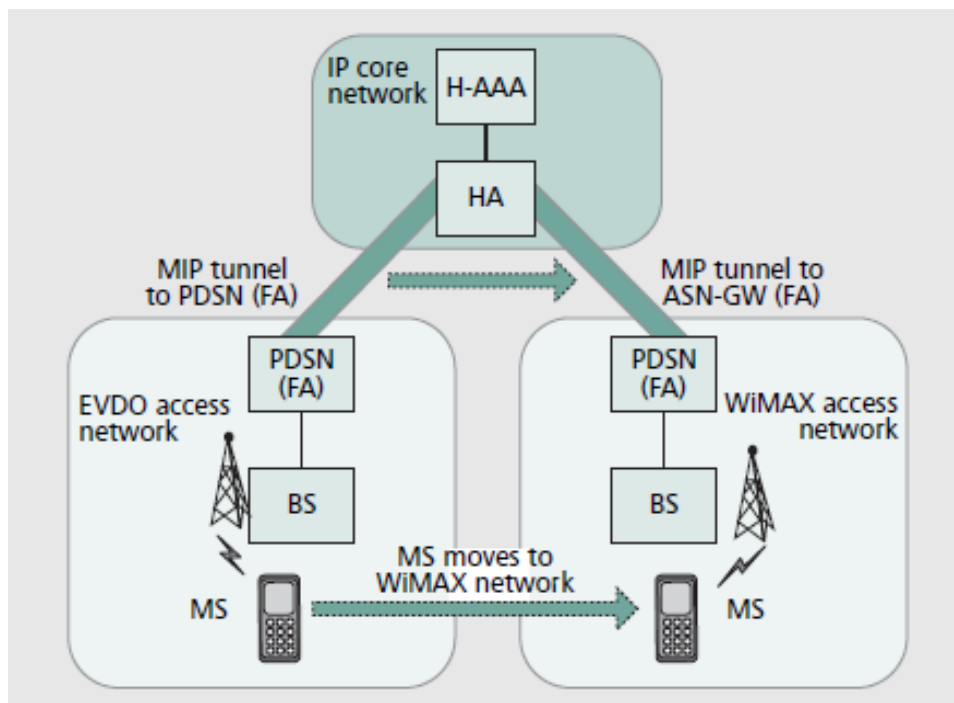 IP core
network
H-AAA
HA
MIP tunnel
to PDSN (FA)
MIP tunnel to
ASN-GW (FA)
EVDO access
network
PDSN
(FA)
BS
MS
MS moves to
WiMAX network
PDSN
(FA)
WiMAX access
network
BS
MS